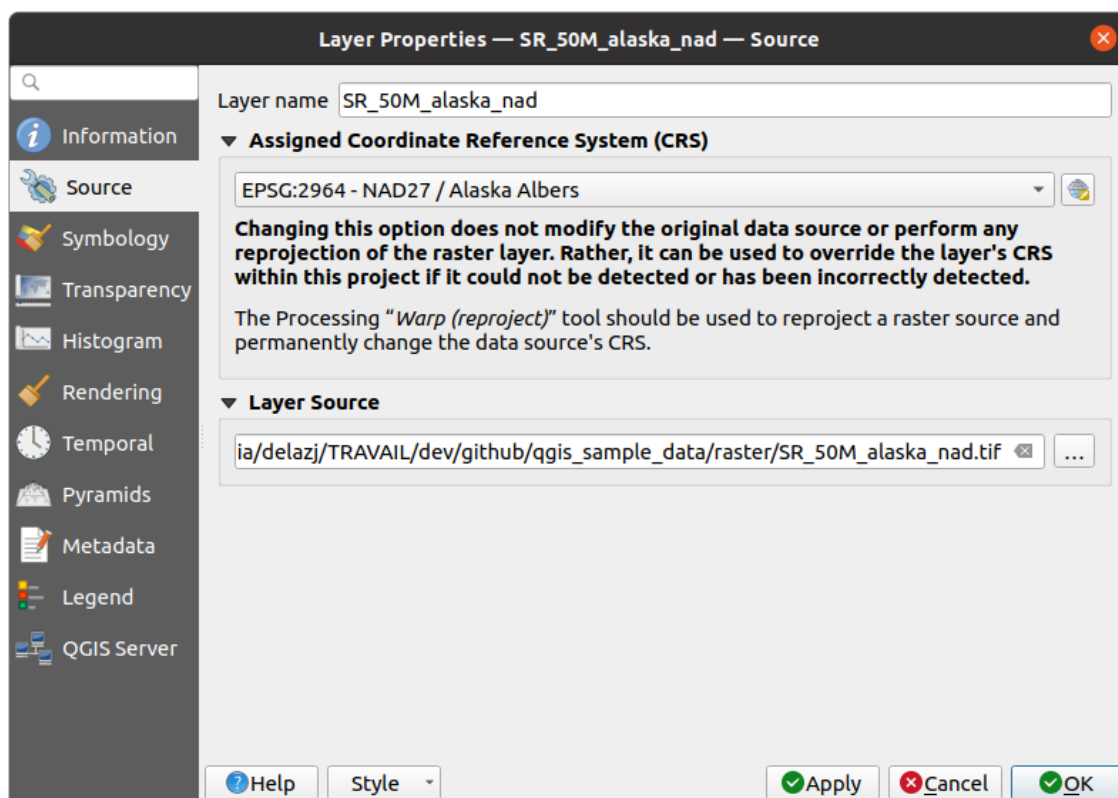 Layer Properties — SR_50M_alaska_nad — Source
Information
Source
Symbology
Transparency
Histogram
Rendering
Temporal
Pyramids
Metadata
Legend
QGIS Server
Layer name SR_50M_alaska_nad
Assigned Coordinate Reference System (CRS)
EPSG:2964 - NAD27 / Alaska Albers
Changing this option does not modify the original data source or perform any
reprojection of the raster layer. Rather, it can be used to override the layer's CRS
within this project if it could not be detected or has been incorrectly detected.
The Processing “Warp (reproject)” tool should be used to reproject a raster source and
permanently change the data source's CRS.
Layer Source
ia/delazj/TRAVAIL/dev/github/qgis_sample_data/raster/SR_50M_alaska_nad.tif
...
Help Style Apply Cancel OK